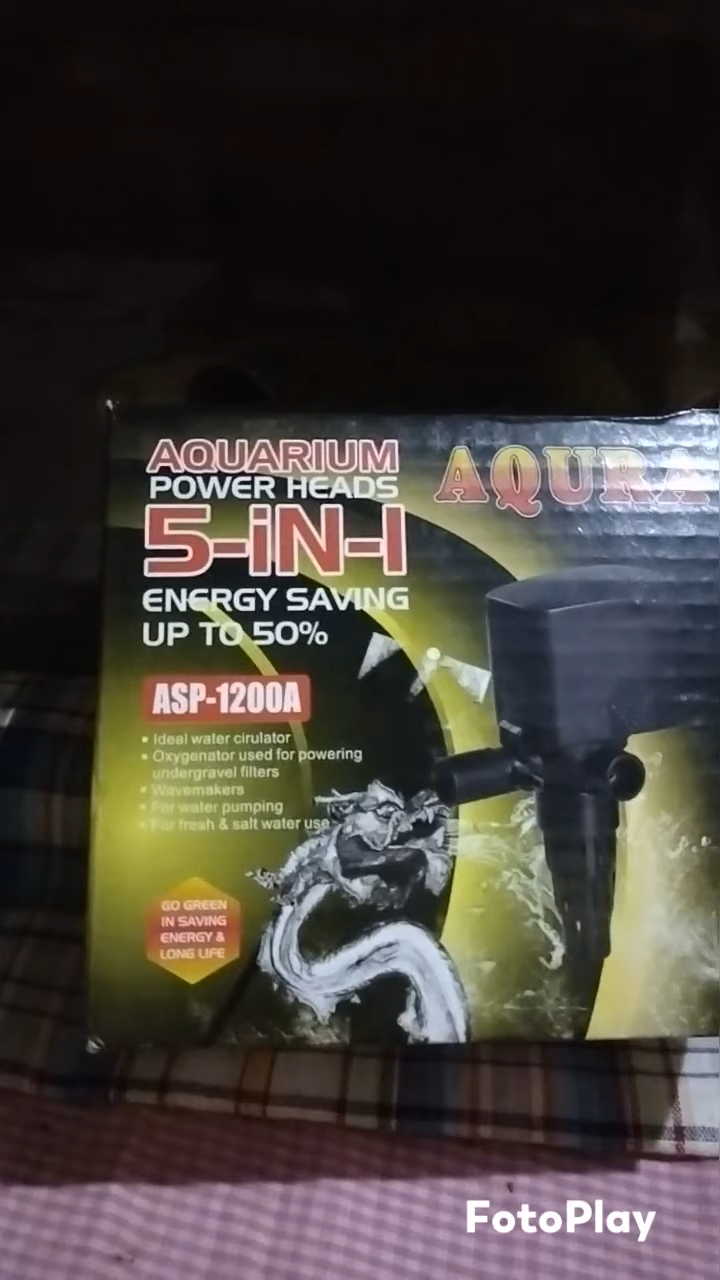 AQUARIUM
POWER HEADS
5-iN-1
ENERGY SAVING
UP TO 50%
AQURA
ASP-1200A
▪ Ideal water cirulator
▪ Oxygenator used for powering
undergravel filters
▪ Wavemakers
▪ For water pumping
▪ For fresh & salt water use
GO GREEN
IN SAVING
ENERGY &
LONG LIFE
FotoPlay